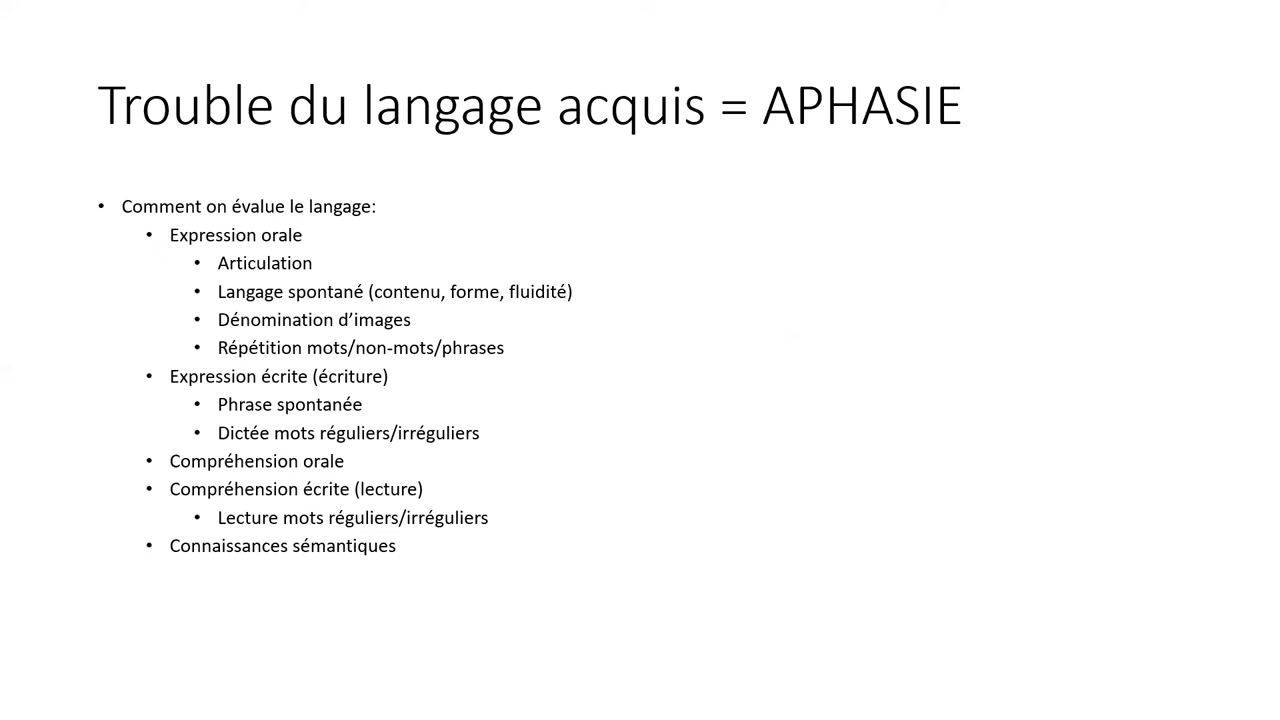 Trouble du langage acquis = APHASIE
• Comment on évalue le langage:
• Expression orale
• Articulation
• Langage spontané (contenu, forme, fluidité)
• Dénomination d’images
• Répétition mots/non-mots/phrases
• Expression écrite (écriture)
• Phrase spontanée
• Dictée mots réguliers/irréguliers
• Compréhension orale
• Compréhension écrite (lecture)
• Lecture mots réguliers/irréguliers
• Connaissances sémantiques